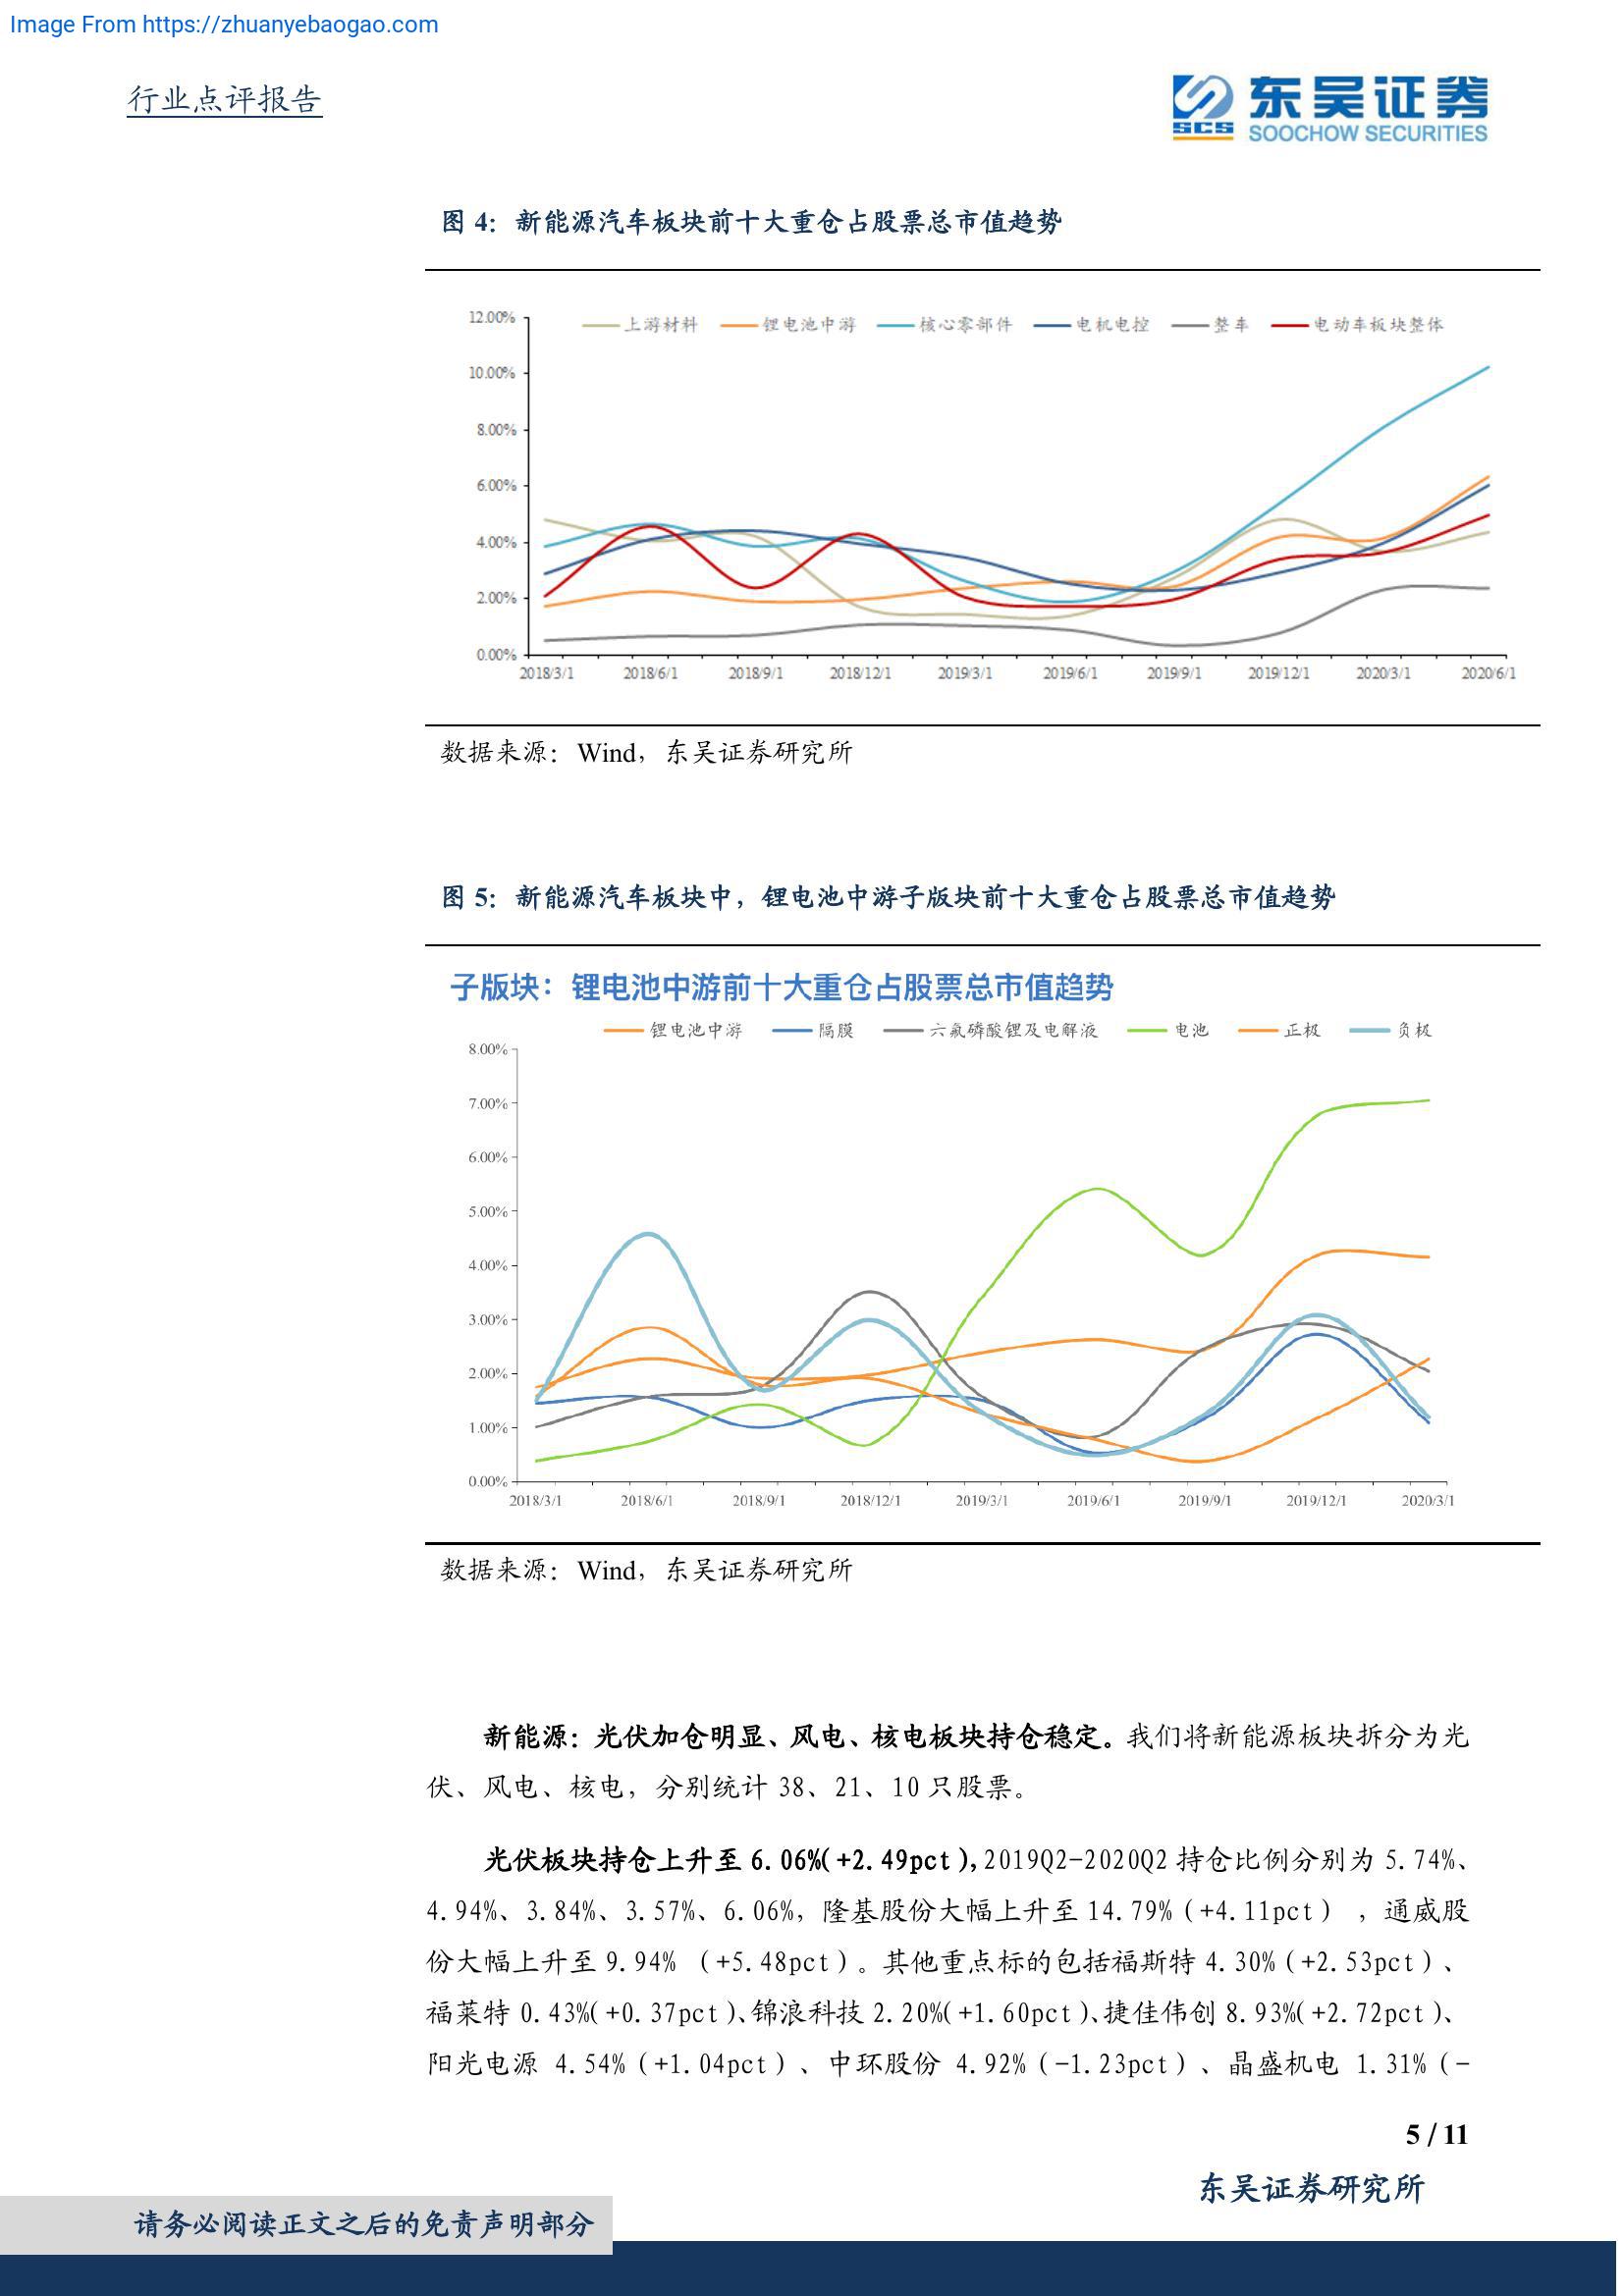 Image From https://zhuanyebaogao.com
行业点评报告
SCS 东吴证券
SOOCHOW SECURITIES
图 4：新能源汽车板块前十大重仓占股票总市值趋势
上游材料 锂电池中游 核心零部件 电机电控 整车 电动车板块整体
12.00%
10.00%
8.00%
6.00%
4.00%
2.00%
0.00%
2018/3/1 2018/6/1 2018/9/1 2018/12/1 2019/3/1 2019/6/1 2019/9/1 2019/12/1 2020/3/1 2020/6/1
数据来源：Wind，东吴证券研究所
图 5：新能源汽车板块中，锂电池中游子版块前十大重仓占股票总市值趋势
子版块：锂电池中游前十大重仓占股票总市值趋势
锂电池中游 隔膜 六氟磷酸锂及电解液 电池 正极 负极
8.00%
7.00%
6.00%
5.00%
4.00%
3.00%
2.00%
1.00%
0.00%
2018/3/1 2018/6/1 2018/9/1 2018/12/1 2019/3/1 2019/6/1 2019/9/1 2019/12/1 2020/3/1
数据来源：Wind，东吴证券研究所
新能源：光伏加仓明显、风电、核电板块持仓稳定。我们将新能源板块拆分为光
伏、风电、核电，分别统计 38、21、10 只股票。
光伏板块持仓上升至 6.06%(+2.49pct),2019Q2-2020Q2 持仓比例分别为 5.74%、
4.94%、3.84%、3.57%、6.06%，隆基股份大幅上升至 14.79%（+4.11pct），通威股
份大幅上升至 9.94% （+5.48pct）。其他重点标的包括福斯特 4.30%（+2.53pct）、
福莱特 0.43%(+0.37pct)、锦浪科技 2.20%(+1.60pct)、捷佳伟创 8.93%(+2.72pct)、
阳光电源 4.54%（+1.04pct）、中环股份 4.92%（-1.23pct）、晶盛机电 1.31%（-
5 / 11
东吴证券研究所
请务必阅读正文之后的免责声明部分